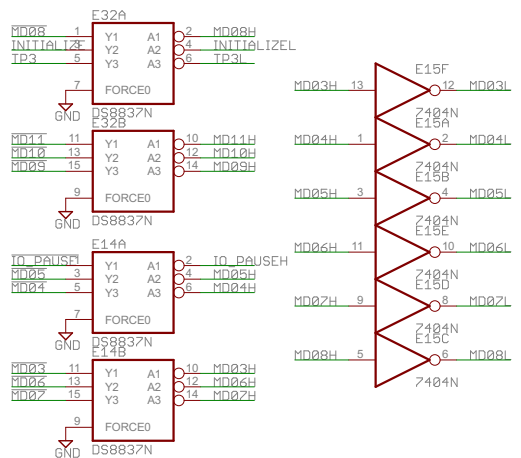 E32A
MD08 1 Y1 A1 2 MD08H
INITIALIZE 3 Y2 A2 4 INITIALIZEL
TP3 5 Y3 A3 6 TP3L
7 FORCE0
GND
DS8837N
E32B
MD11 11 Y1 A1 10 MD11H
MD10 13 Y2 A2 12 MD10H
MD09 15 Y3 A3 14 MD09H
9 FORCE0
GND
DS8837N
E14A
IO_PAUSE 1 Y1 A1 2 IO_PAUSEH
MD05 3 Y2 A2 4 MD05H
MD04 5 Y3 A3 6 MD04H
7 FORCE0
GND
DS8837N
E14B
MD03 11 Y1 A1 10 MD03H
MD06 13 Y2 A2 12 MD06H
MD07 15 Y3 A3 14 MD07H
9 FORCE0
GND
DS8837N
E15F
MD03H 13 12 MD03L
7404N
E15A
MD04H 1 2 MD04L
7404N
E15B
MD05H 3 4 MD05L
7404N
E15E
MD06H 11 10 MD06L
7404N
E15D
MD07H 9 8 MD07L
7404N
E15C
MD08H 5 6 MD08L
7404N